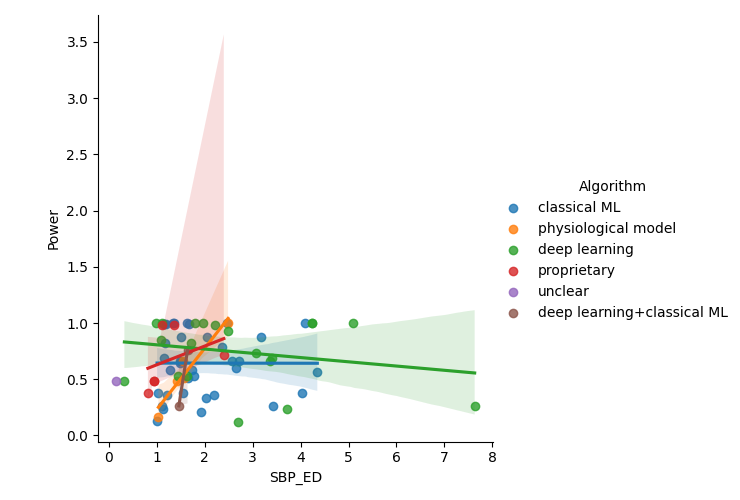 3.5
3.0
2.5
2.0
1.5
1.0
0.5
0.0
Power
0 1 2 3 4 5 6 7 8
SBP_ED
Algorithm
classical ML
physiological model
deep learning
proprietary
unclear
deep learning+classical ML